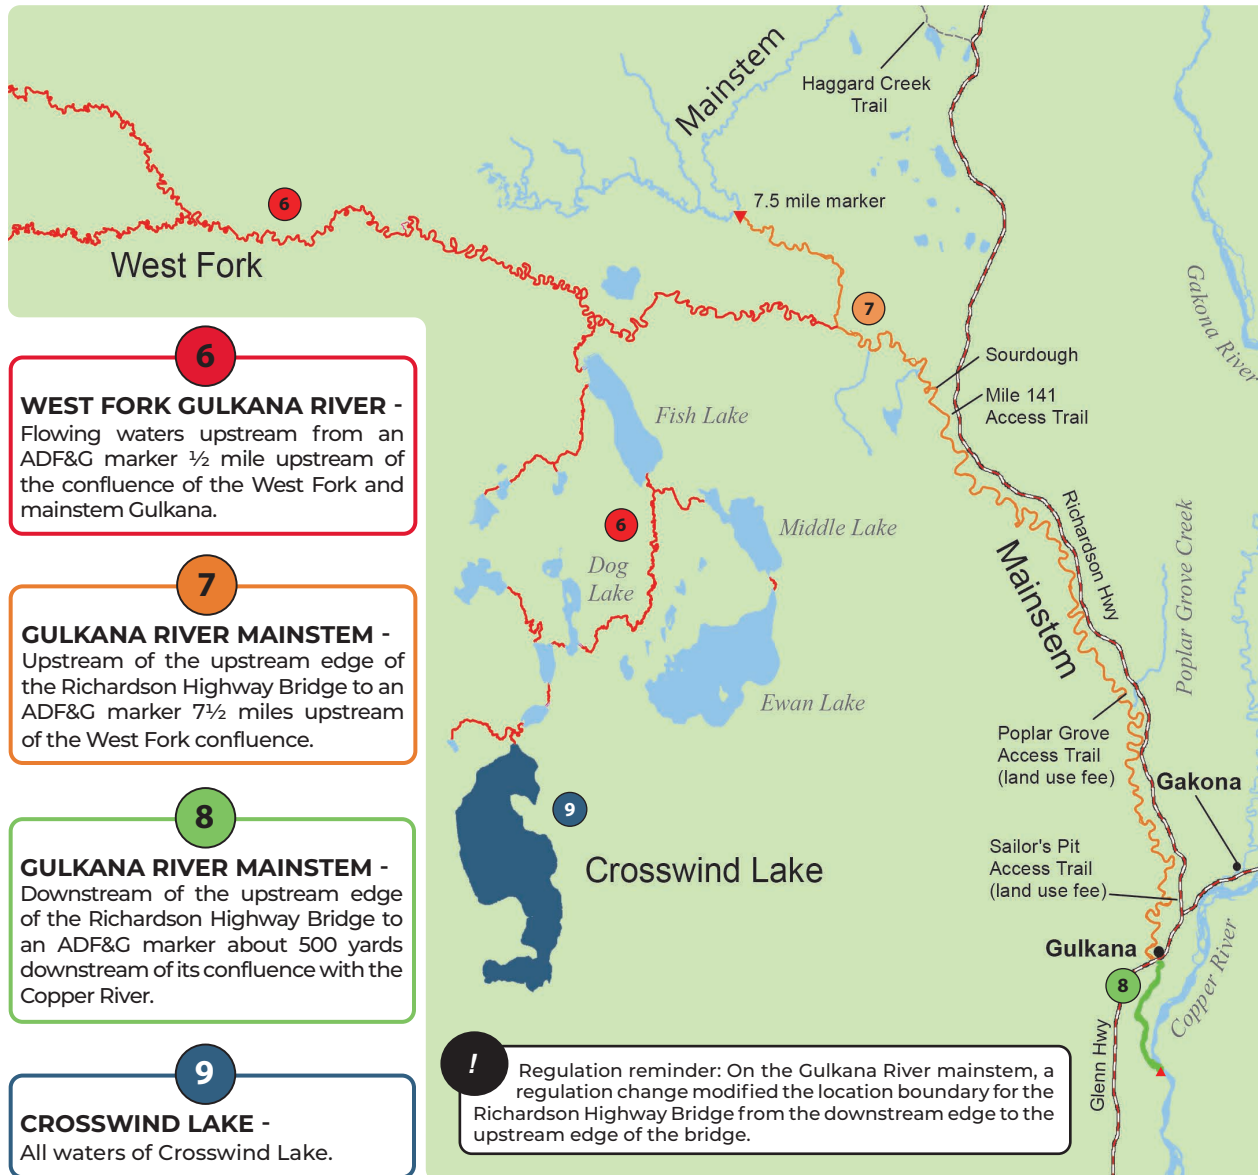 Mainstem
Haggard Creek
Trail
6
7.5 mile marker
West Fork
Gakona River
7
Sourdough
Mile 141
Access Trail
Fish Lake
6
Middle Lake
Dog
Lake
Ewan Lake
Richardson Hwy
Mainstem
Poplar Grove Creek
Poplar Grove
Access Trail
(land use fee)
Gakona
9
Crosswind Lake
Sailor's Pit
Access Trail
(land use fee)
Gulkana
8
Copper River
Glenn Hwy
6
WEST FORK GULKANA RIVER -
Flowing waters upstream from an
ADF&G marker ½ mile upstream of
the confluence of the West Fork and
mainstem Gulkana.
7
GULKANA RIVER MAINSTEM -
Upstream of the upstream edge of
the Richardson Highway Bridge to an
ADF&G marker 7½ miles upstream
of the West Fork confluence.
8
GULKANA RIVER MAINSTEM -
Downstream of the upstream edge
of the Richardson Highway Bridge to
an ADF&G marker about 500 yards
downstream of its confluence with the
Copper River.
9
CROSSWIND LAKE -
All waters of Crosswind Lake.
!
Regulation reminder: On the Gulkana River mainstem, a
regulation change modified the location boundary for the
Richardson Highway Bridge from the downstream edge to the
upstream edge of the bridge.